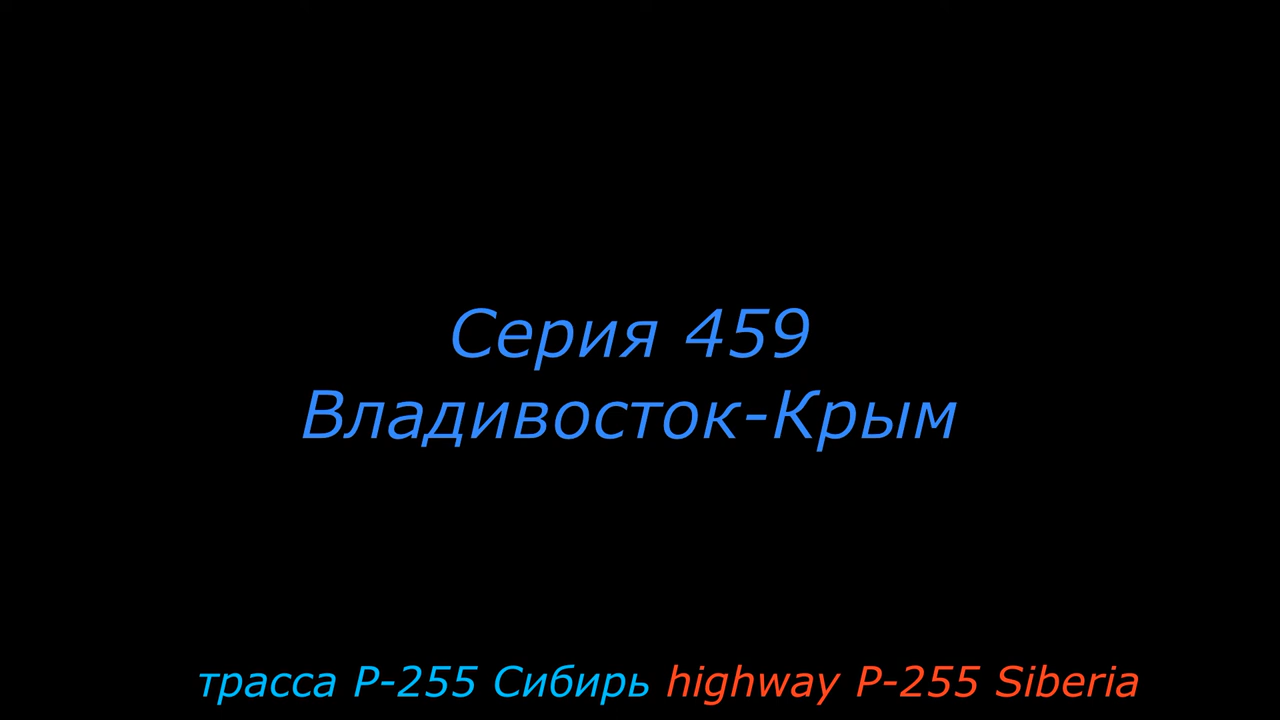 Серия 459
Владивосток-Крым
трасса Р-255 Сибирь highway Р-255 Siberia